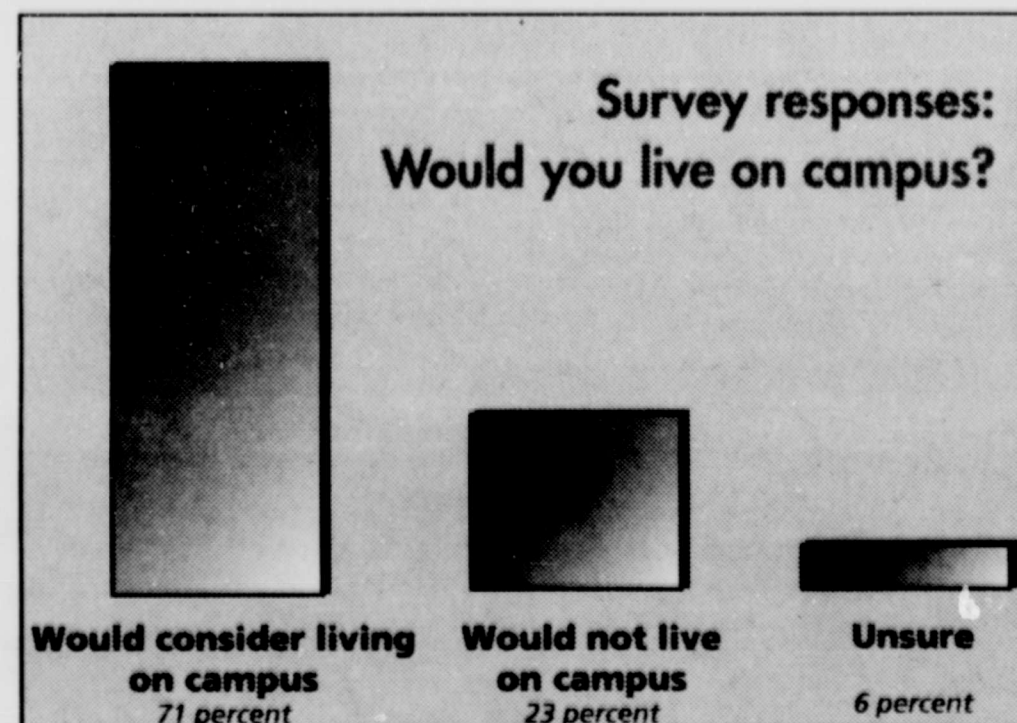 Survey responses:
Would you live on campus?
Would consider living
on campus
71 percent
Would not live
on campus
23 percent
Unsure
6 percent